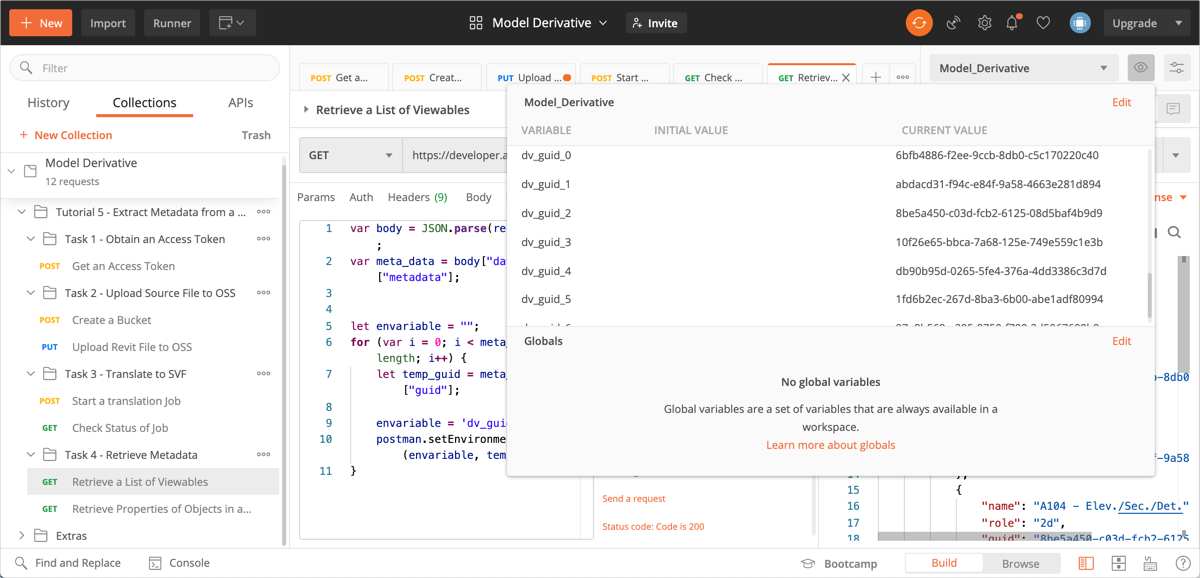 New Import Runner Model Derivative Invite Upgrade
Filter
History Collections APIs
New Collection Trash
Model Derivative
12 requests
Tutorial 5 - Extract Metadata from a ...
Task 1 - Obtain an Access Token
POST Get an Access Token
Task 2 - Upload Source File to OSS
POST Create a Bucket
PUT Upload Revit File to OSS
Task 3 - Translate to SVF
POST Start a translation Job
GET Check Status of Job
Task 4 - Retrieve Metadata
GET Retrieve a List of Viewables
GET Retrieve Properties of Objects in a...
Extras
POST Get a... POST Creat... PUT Upload ... POST Start ... GET Check ... GET Retriev...
Model_Derivative
Retrieve a List of Viewables
GET https://developer.a
Params Auth Headers (9) Body
1 var body = JSON.parse(re
;
2 var meta_data = body["da
["metadata"];
3
4
5 let envariable = "";
6 for (var i = 0; i < meta_
length; i++) {
7 let temp_guid = meta_
["guid"];
8
9 envariable = 'dv_gui
10 postman.setEnvironme
(envariable, tem
11 }
Model_Derivative Edit
VARIABLE INITIAL VALUE CURRENT VALUE
dv_guid_0 6bfb4886-f2ee-9ccb-8db0-c5c170220c40
dv_guid_1 abdacd31-f94c-e84f-9a58-4663e281d894
dv_guid_2 8be5a450-c03d-fcb2-6125-08d5baf4b9d9
dv_guid_3 10f26e65-bbca-7a68-125e-749e559c1e3b
dv_guid_4 db90b95d-0265-5fe4-376a-4dd3386c3d7d
dv_guid_5 1fd6b2ec-267d-8ba3-6b00-abe1adf80994
Globals Edit
No global variables
Global variables are a set of variables that are always available in a
workspace.
Learn more about globals
nse
b-8db0
-f-9a58
Send a request
Status code: Code is 200
14 },
15 {
16 "name": "A104 - Elev./Sec./Det."
17 "role": "2d",
18 "guid": "8be5a450-c03d-fcb2-6125
Find and Replace Console Bootcamp Build Browse